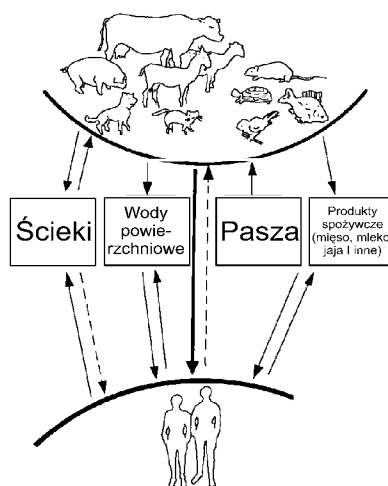 Ścieki
Wody
powie-
rzchniowe
Pasza
Produkty
spożywcze
(mięso, mleko
jaja I inne)